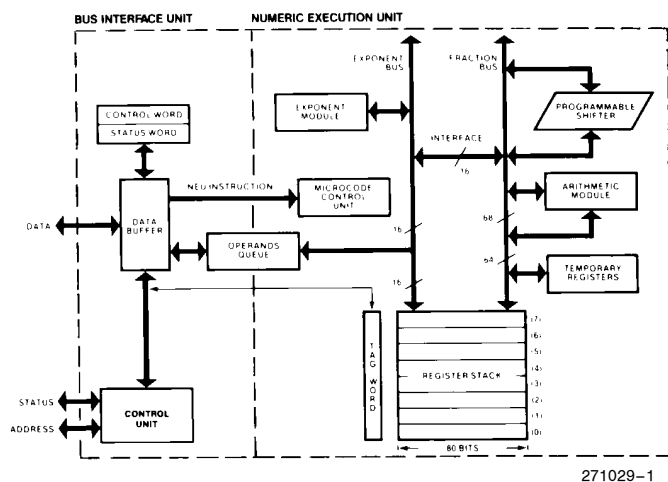 BUS INTERFACE UNIT
NUMERIC EXECUTION UNIT
EXPONENT
BUS
FRACTION
BUS
CONTROL WORD
STATUS WORD
EXPONENT
MODULE
PROGRAMMABLE
SHIFTER
INTERFACE
16
NEU INSTRUCTION
MICROCODE
CONTROL
UNIT
ARITHMETIC
MODULE
DATA
DATA
BUFFER
OPERANDS
QUEUE
16
68
64
16
TEMPORARY
REGISTERS
TAG WORD
REGISTER STACK
(7)
(6)
(5)
(4)
(3)
(2)
(1)
(0)
STATUS
ADDRESS
CONTROL
UNIT
80 BITS
271029–1